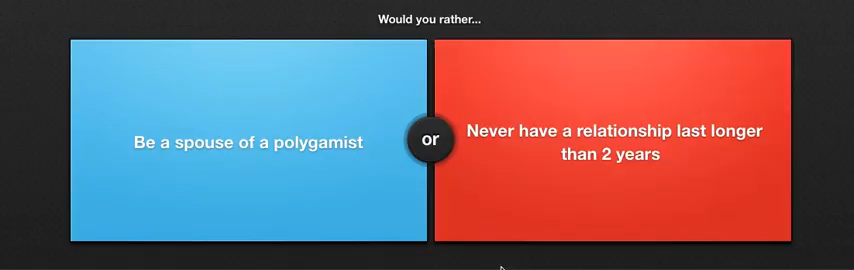 Would you rather...
Be a spouse of a polygamist
or
Never have a relationship last longer
than 2 years